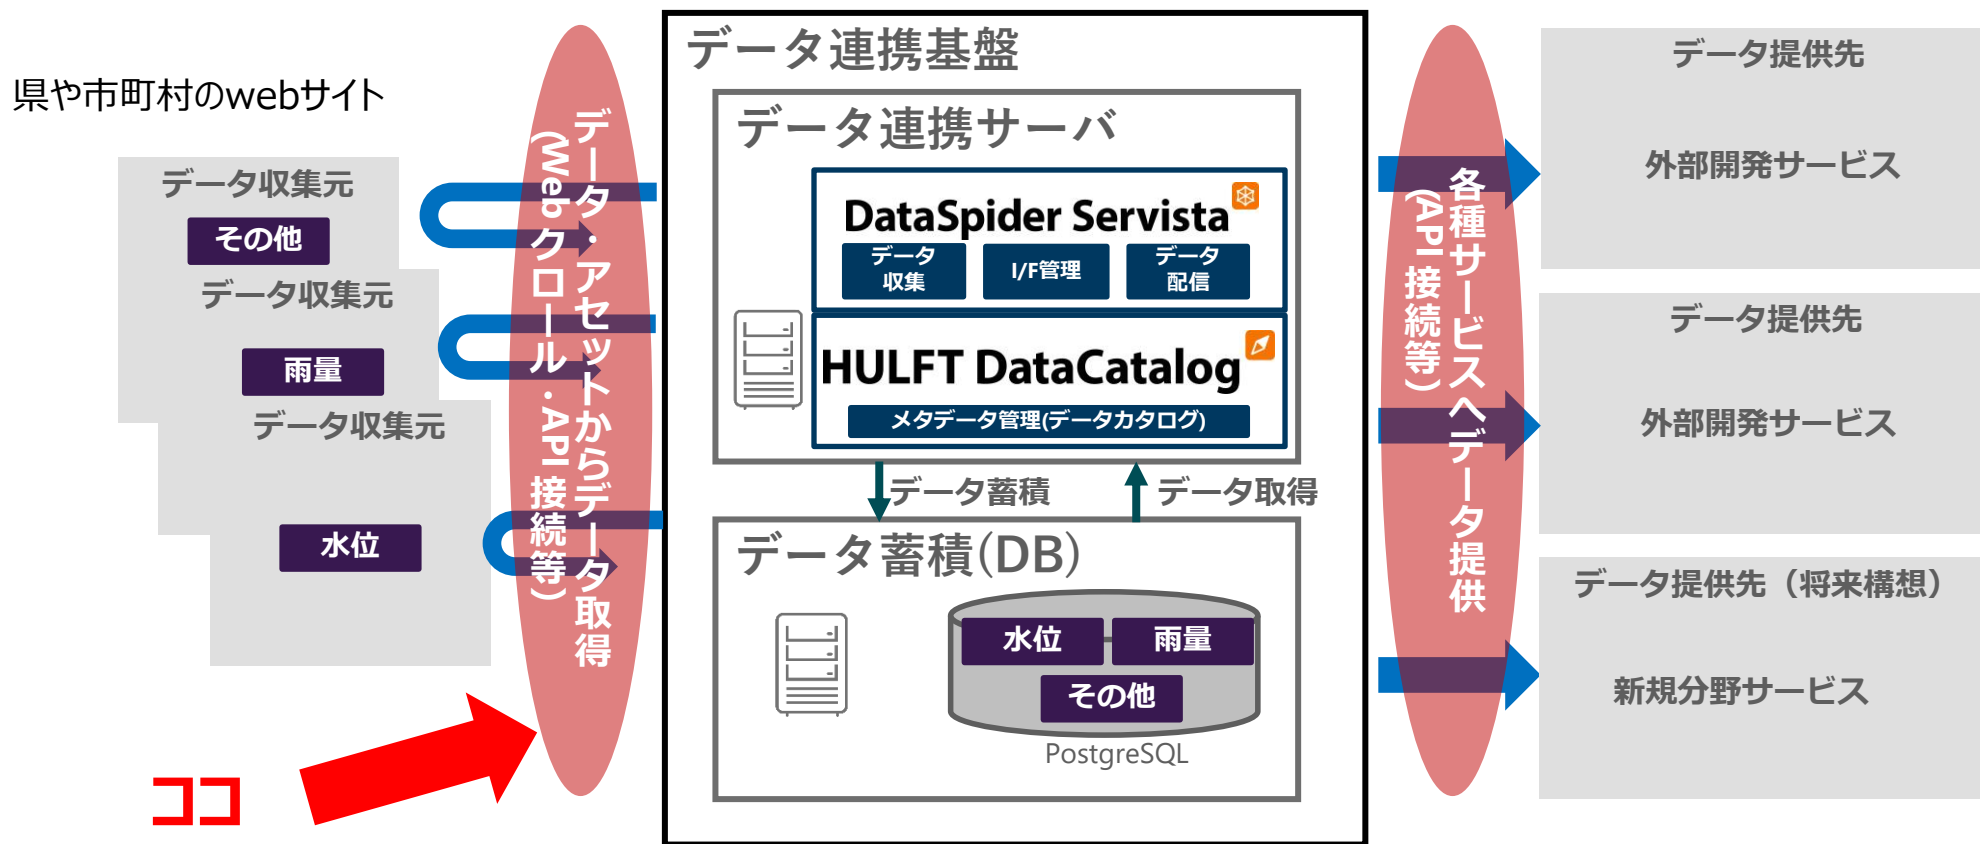 県や市町村のwebサイト
データ収集元
その他
データ収集元
雨量
データ収集元
水位
ココ
データ・アセットからデータ取得
(Webクロール・API接続等)
データ連携基盤
データ連携サーバ
DataSpider Servista
データ
収集
I/F管理
データ
配信
HULFT DataCatalog
メタデータ管理(データカタログ)
データ蓄積
データ取得
データ蓄積(DB)
水位
雨量
その他
PostgreSQL
各種サービスへデータ提供
(API接続等)
データ提供先
外部開発サービス
データ提供先
外部開発サービス
データ提供先（将来構想）
新規分野サービス